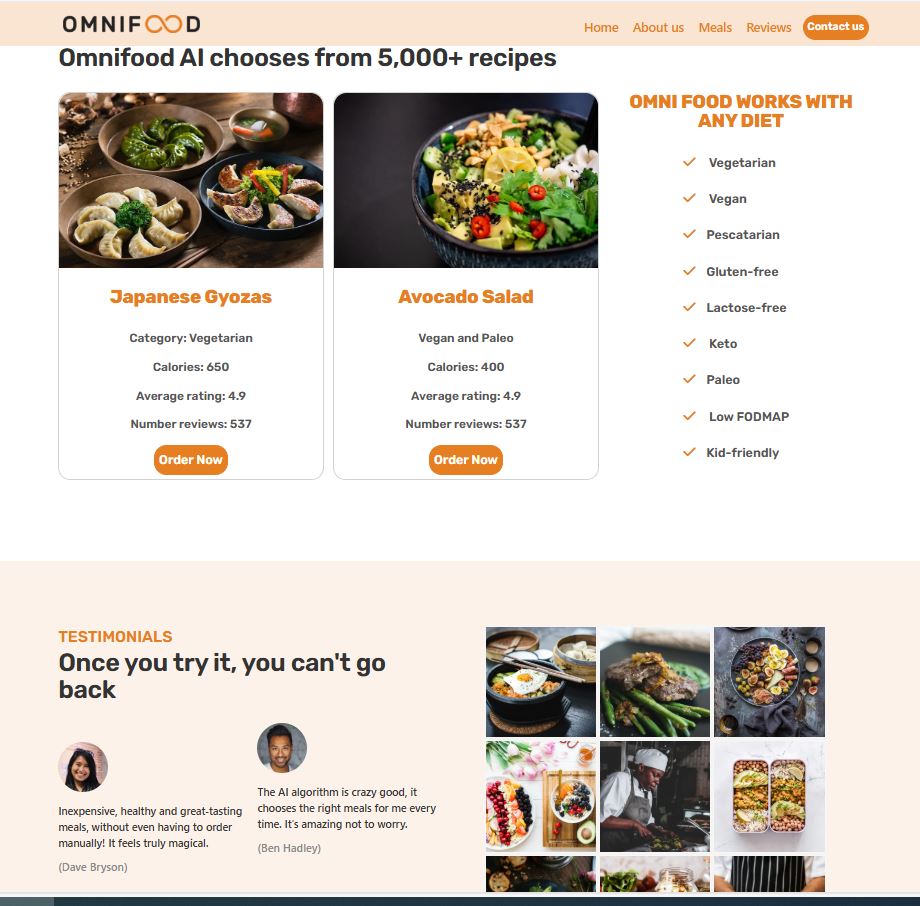 OMNIFOOD
Home About us Meals Reviews Contact us
Omnifood AI chooses from 5,000+ recipes
Japanese Gyozas
Category: Vegetarian
Calories: 650
Average rating: 4.9
Number reviews: 537
Order Now
Avocado Salad
Vegan and Paleo
Calories: 400
Average rating: 4.9
Number reviews: 537
Order Now
OMNI FOOD WORKS WITH
ANY DIET
Vegetarian
Vegan
Pescatarian
Gluten-free
Lactose-free
Keto
Paleo
Low FODMAP
Kid-friendly
TESTIMONIALS
Once you try it, you can't go
back
Inexpensive, healthy and great-tasting
meals, without even having to order
manually! It feels truly magical.
(Dave Bryson)
The AI algorithm is crazy good, it
chooses the right meals for me every
time. It's amazing not to worry.
(Ben Hadley)